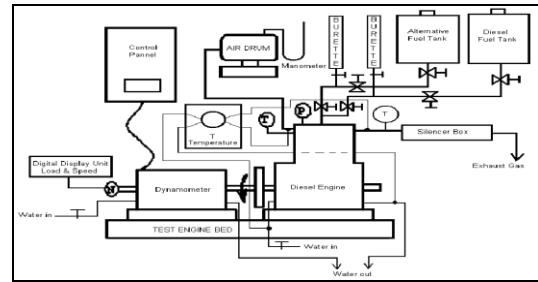 Control
Pannel
AIR DRUM
Manometer
BURETTE
BURETTE
Alternative
Fuel Tank
Diesel
Fuel Tank
T
Temperature
T
P
T
Silencer Box
Exhaust Gas
Digital Display Unit
Load & Speed
N
Dynamometer
Diesel Engine
Water in
TEST ENGINE BED
Water in
Water out